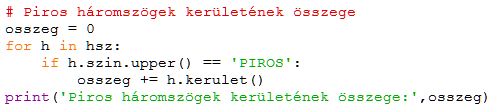 # Piros háromszögek kerületének összege
osszeg = 0
for h in hsz:
    if h.szin.upper() == 'PIROS':
        osszeg += h.kerulet()
print('Piros háromszögek kerületének összege:',osszeg)